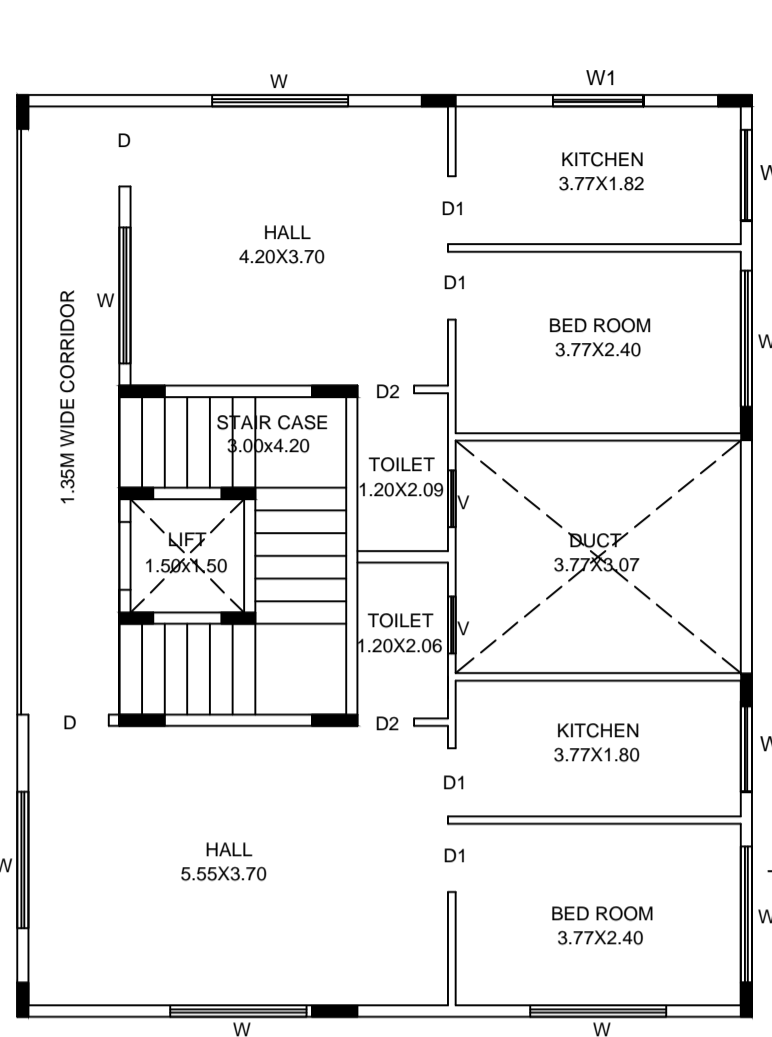 W
W1
D
KITCHEN
3.77X1.82
W
D1
HALL
4.20X3.70
D1
W
1.35M WIDE CORRIDOR
BED ROOM
3.77X2.40
W
D2
STAIR CASE
3.00x4.20
TOILET
1.20X2.09
V
LIFT
1.50x1.50
DUCT
3.77X3.07
TOILET
1.20X2.06
V
D
D2
KITCHEN
3.77X1.80
W
D1
HALL
5.55X3.70
D1
W
BED ROOM
3.77X2.40
W
W
W